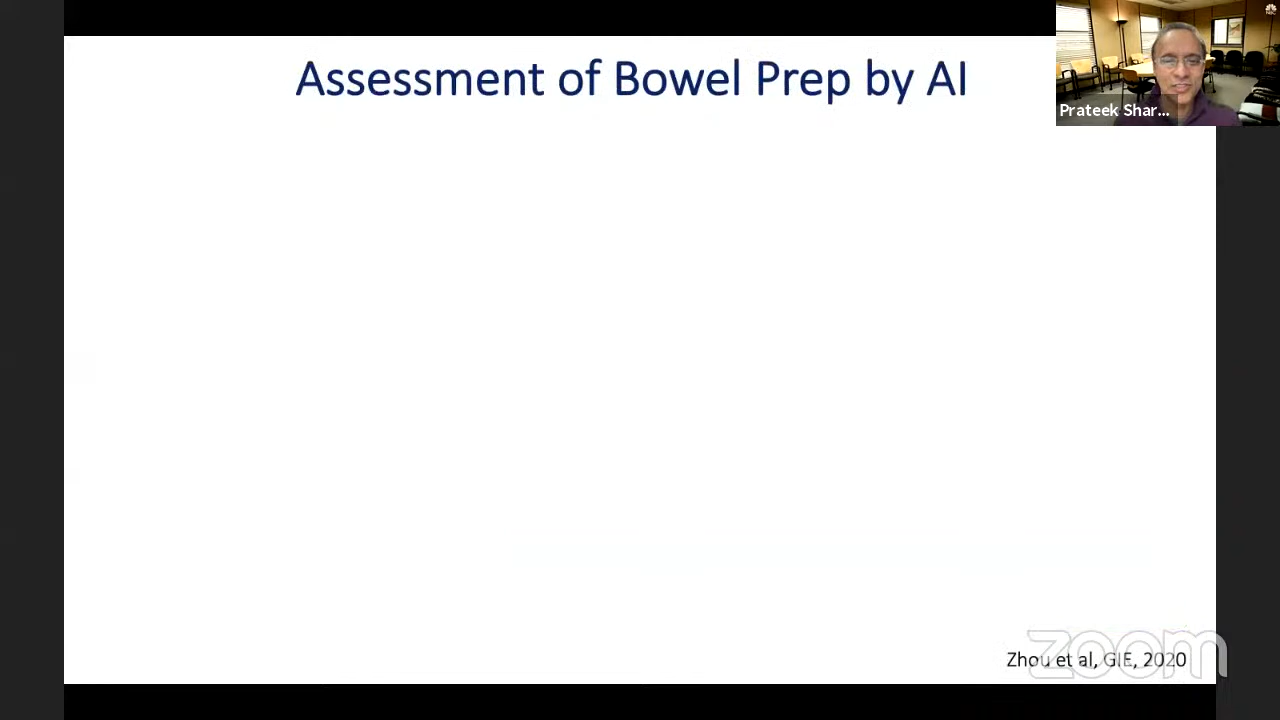 Assessment of Bowel Prep by AI
Prateek Shar...
Zhou et al, GIE, 2020
zoom